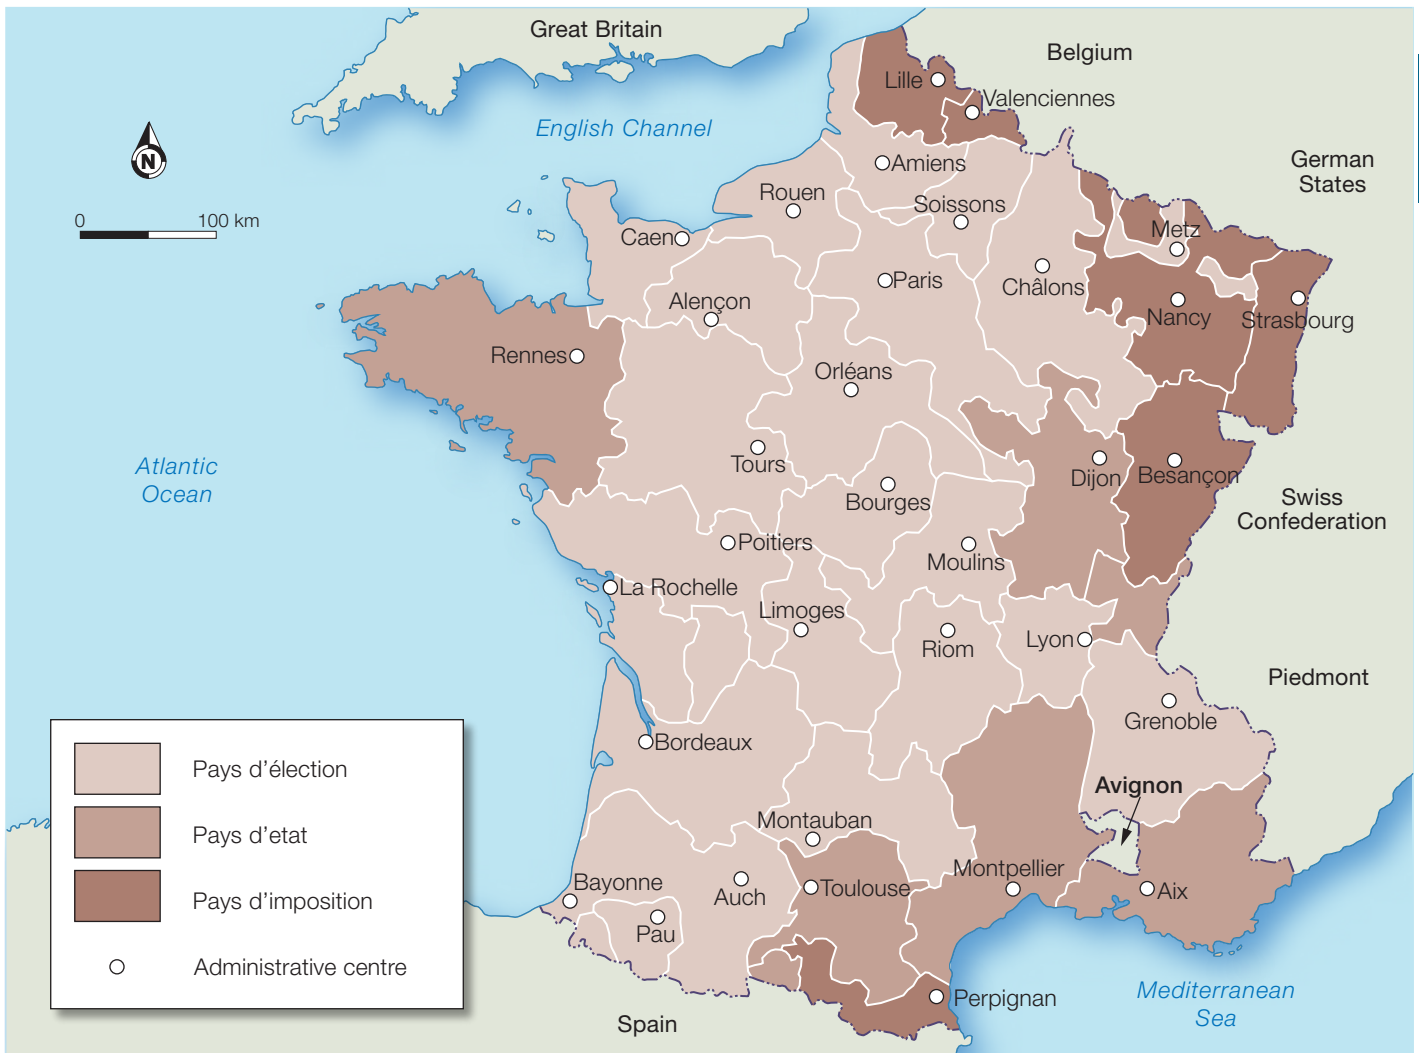 Great Britain
Belgium
Lille
Valenciennes
English Channel
German
States
N
Amiens
Rouen
Soissons
0 100 km
Caen
Metz
Paris
Châlons
Alençon
Nancy
Strasbourg
Rennes
Orléans
Atlantic
Ocean
Tours
Dijon
Besançon
Bourges
Swiss
Confederation
Poitiers
Moulins
La Rochelle
Limoges
Riom
Lyon
Piedmont
Grenoble
Bordeaux
Avignon
Pays d'élection
Pays d'etat
Pays d'imposition
Administrative centre
Montauban
Montpellier
Bayonne
Auch
Toulouse
Aix
Pau
Perpignan
Mediterranean
Sea
Spain